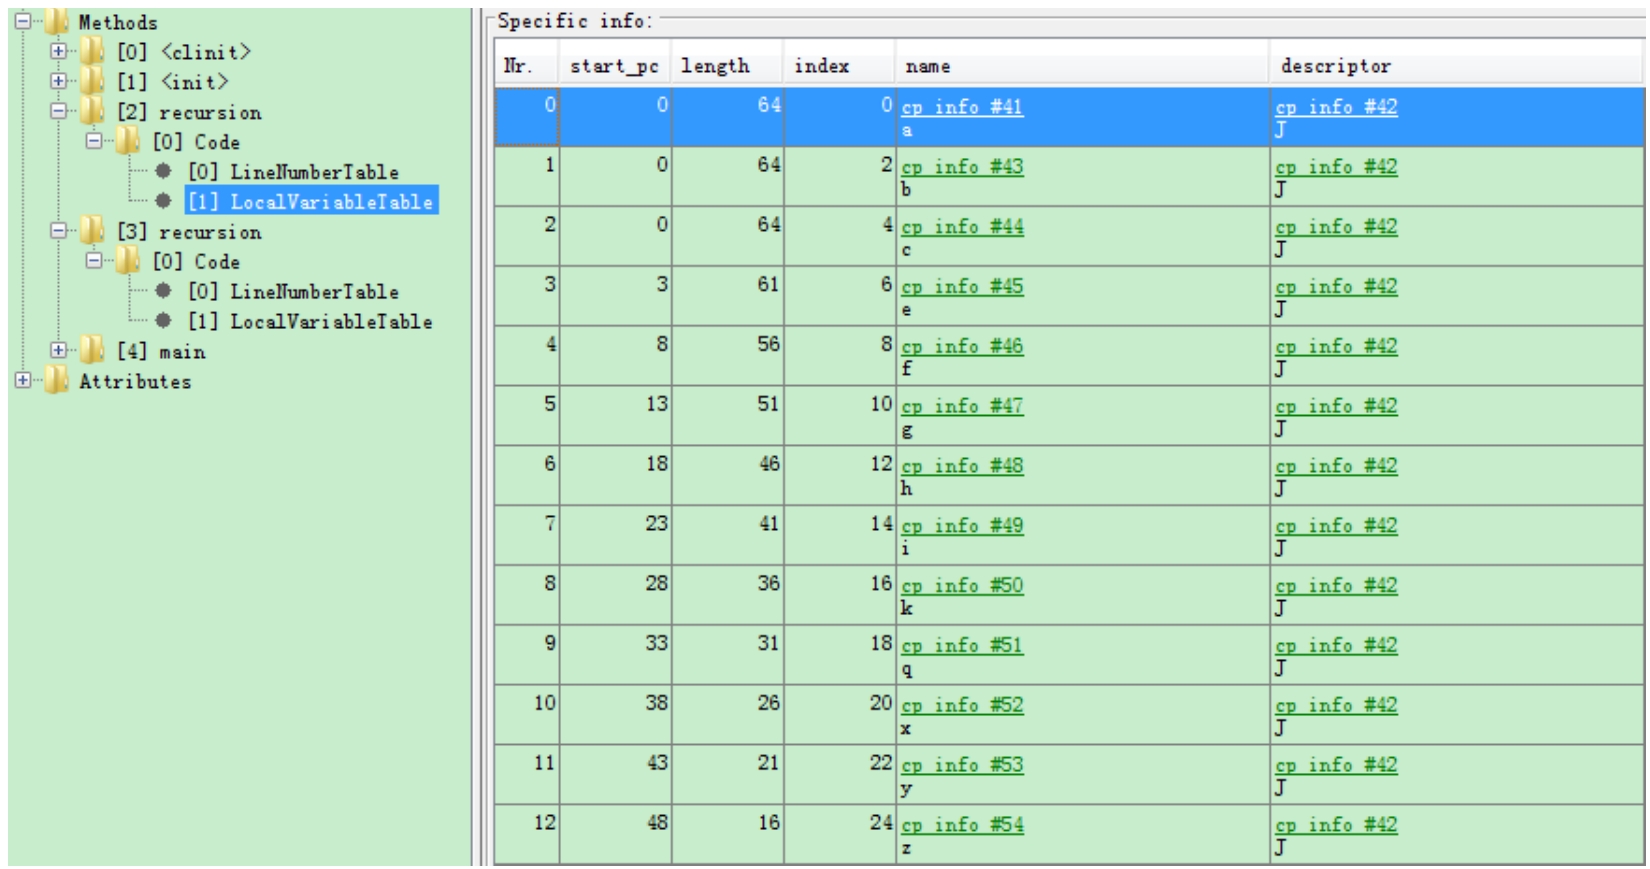 Methods
[0] <clinit>
[1] <init>
[2] recursion
[0] Code
[0] LineNumberTable
[1] LocalVariableTable
[3] recursion
[0] Code
[0] LineNumberTable
[1] LocalVariableTable
[4] main
Attributes
Specific info:
Nr. start_pc length index name descriptor
0 0 64 0 cp info #41 cp info #42
a J
1 0 64 2 cp info #43 cp info #42
b J
2 0 64 4 cp info #44 cp info #42
c J
3 3 61 6 cp info #45 cp info #42
e J
4 8 56 8 cp info #46 cp info #42
f J
5 13 51 10 cp info #47 cp info #42
g J
6 18 46 12 cp info #48 cp info #42
h J
7 23 41 14 cp info #49 cp info #42
i J
8 28 36 16 cp info #50 cp info #42
k J
9 33 31 18 cp info #51 cp info #42
q J
10 38 26 20 cp info #52 cp info #42
x J
11 43 21 22 cp info #53 cp info #42
y J
12 48 16 24 cp info #54 cp info #42
z J